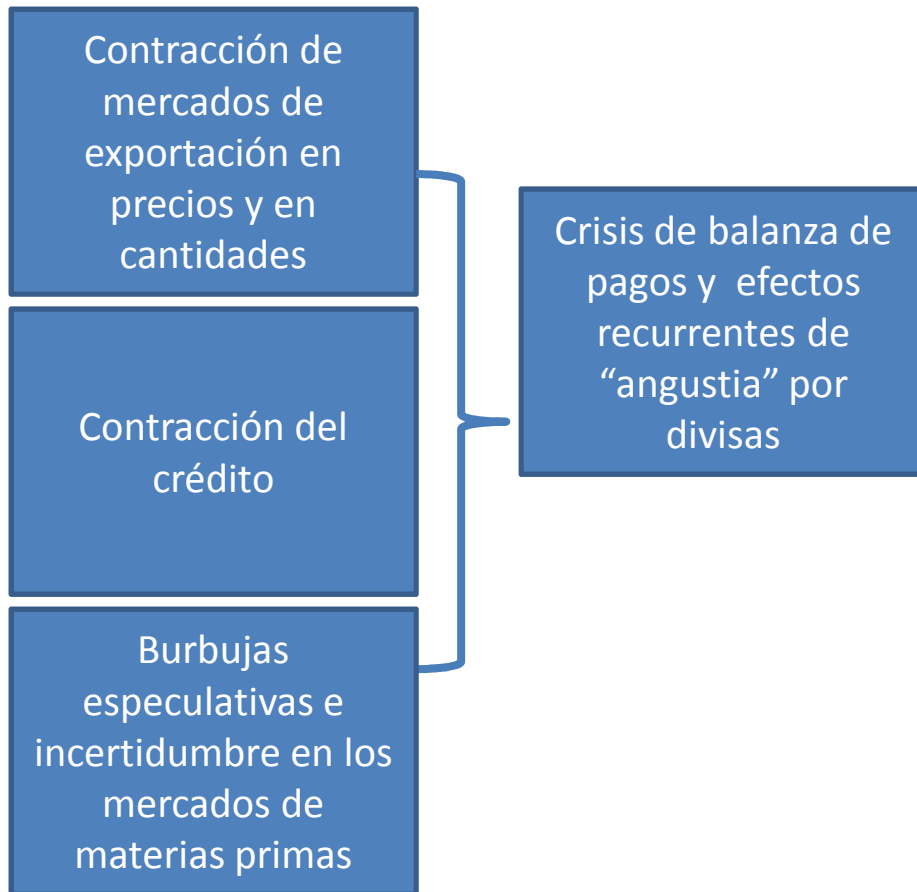 Contracción de
mercados de
exportación en
precios y en
cantidades
Contracción del
crédito
Burbujas
especulativas e
incertidumbre en los
mercados de
materias primas
Crisis de balanza de
pagos y  efectos
recurrentes de
“angustia” por
divisas